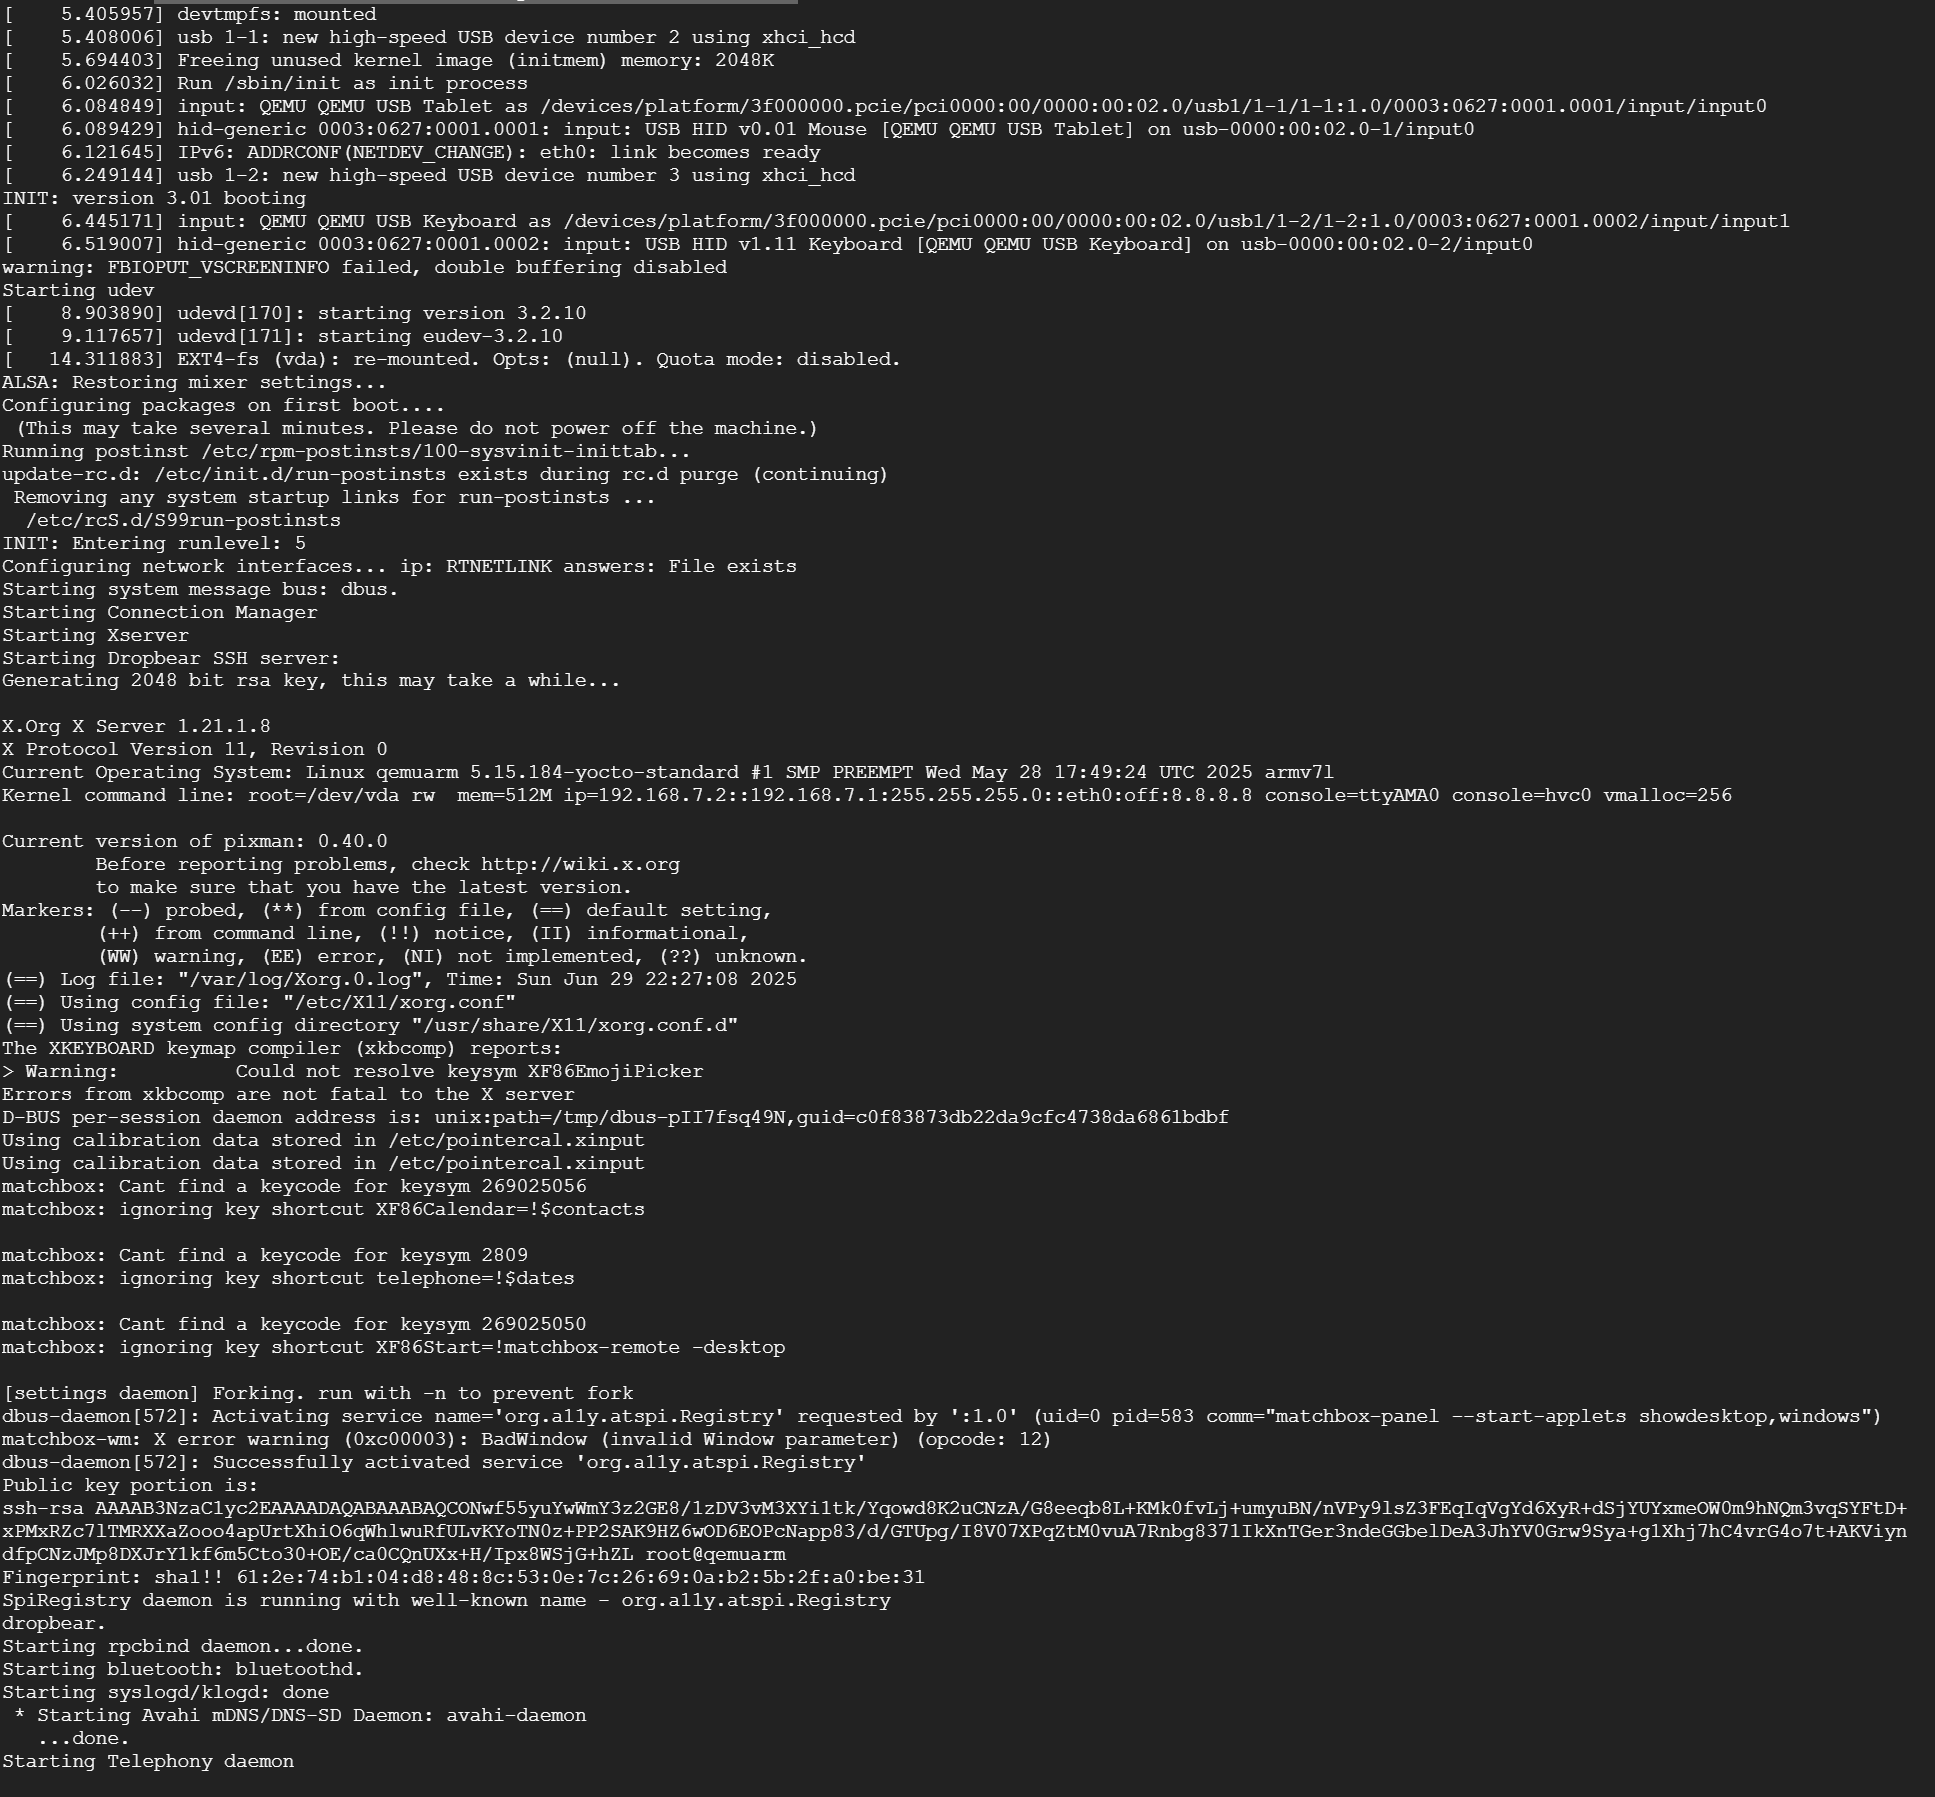 [    5.405957] devtmpfs: mounted
[    5.408006] usb 1-1: new high-speed USB device number 2 using xhci_hcd
[    5.694403] Freeing unused kernel image (initmem) memory: 2048K
[    6.026032] Run /sbin/init as init process
[    6.084849] input: QEMU QEMU USB Tablet as /devices/platform/3f000000.pcie/pci0000:00/0000:00:02.0/usb1/1-1/1-1:1.0/0003:0627:0001.0001/input/input0
[    6.089429] hid-generic 0003:0627:0001.0001: input: USB HID v0.01 Mouse [QEMU QEMU USB Tablet] on usb-0000:00:02.0-1/input0
[    6.121645] IPv6: ADDRCONF(NETDEV_CHANGE): eth0: link becomes ready
[    6.249144] usb 1-2: new high-speed USB device number 3 using xhci_hcd
INIT: version 3.01 booting
[    6.445171] input: QEMU QEMU USB Keyboard as /devices/platform/3f000000.pcie/pci0000:00/0000:00:02.0/usb1/1-2/1-2:1.0/0003:0627:0001.0002/input/input1
[    6.519007] hid-generic 0003:0627:0001.0002: input: USB HID v1.11 Keyboard [QEMU QEMU USB Keyboard] on usb-0000:00:02.0-2/input0
warning: FBIOPUT_VSCREENINFO failed, double buffering disabled
Starting udev
[    8.903890] udevd[170]: starting version 3.2.10
[    9.117657] udevd[171]: starting eudev-3.2.10
[   14.311883] EXT4-fs (vda): re-mounted. Opts: (null). Quota mode: disabled.
ALSA: Restoring mixer settings...
Configuring packages on first boot....
 (This may take several minutes. Please do not power off the machine.)
Running postinst /etc/rpm-postinsts/100-sysvinit-inittab...
update-rc.d: /etc/init.d/run-postinsts exists during rc.d purge (continuing)
 Removing any system startup links for run-postinsts ...
  /etc/rcS.d/S99run-postinsts
INIT: Entering runlevel: 5
Configuring network interfaces... ip: RTNETLINK answers: File exists
Starting system message bus: dbus.
Starting Connection Manager
Starting Xserver
Starting Dropbear SSH server:
Generating 2048 bit rsa key, this may take a while...
X.Org X Server 1.21.1.8
X Protocol Version 11, Revision 0
Current Operating System: Linux qemuarm 5.15.184-yocto-standard #1 SMP PREEMPT Wed May 28 17:49:24 UTC 2025 armv7l
Kernel command line: root=/dev/vda rw  mem=512M ip=192.168.7.2::192.168.7.1:255.255.255.0::eth0:off:8.8.8.8 console=ttyAMA0 console=hvc0 vmalloc=256
Current version of pixman: 0.40.0
        Before reporting problems, check http://wiki.x.org
        to make sure that you have the latest version.
Markers: (--) probed, (**) from config file, (==) default setting,
        (++) from command line, (!!) notice, (II) informational,
        (WW) warning, (EE) error, (NI) not implemented, (??) unknown.
(==) Log file: "/var/log/Xorg.0.log", Time: Sun Jun 29 22:27:08 2025
(==) Using config file: "/etc/X11/xorg.conf"
(==) Using system config directory "/usr/share/X11/xorg.conf.d"
The XKEYBOARD keymap compiler (xkbcomp) reports:
> Warning:          Could not resolve keysym XF86EmojiPicker
Errors from xkbcomp are not fatal to the X server
D-BUS per-session daemon address is: unix:path=/tmp/dbus-pII7fsq49N,guid=c0f83873db22da9cfc4738da6861bdbf
Using calibration data stored in /etc/pointercal.xinput
Using calibration data stored in /etc/pointercal.xinput
matchbox: Cant find a keycode for keysym 269025056
matchbox: ignoring key shortcut XF86Calendar=!$contacts
matchbox: Cant find a keycode for keysym 2809
matchbox: ignoring key shortcut telephone=!$dates
matchbox: Cant find a keycode for keysym 269025050
matchbox: ignoring key shortcut XF86Start=!matchbox-remote -desktop
[settings daemon] Forking. run with -n to prevent fork
dbus-daemon[572]: Activating service name='org.a11y.atspi.Registry' requested by ':1.0' (uid=0 pid=583 comm="matchbox-panel --start-applets showdesktop,windows")
matchbox-wm: X error warning (0xc00003): BadWindow (invalid Window parameter) (opcode: 12)
dbus-daemon[572]: Successfully activated service 'org.a11y.atspi.Registry'
Public key portion is:
ssh-rsa AAAAB3NzaC1yc2EAAAADAQABAAABAQCONwf55yuYwWmY3z2GE8/1zDV3vM3XYi1tk/Yqowd8K2uCNzA/G8eeqb8L+KMk0fvLj+umyuBN/nVPy9lsZ3FEqIqVgYd6XyR+dSjYUYxmeOW0m9hNQm3vqSYFtD+
xPMxRZc7lTMRXXaZooo4apUrtXhiO6qWhlwuRfULvKYoTN0z+PP2SAK9HZ6wOD6EOPcNapp83/d/GTUpg/I8V07XPqZtM0vuA7Rnbg8371IkXnTGer3ndeGGbelDeA3JhYV0Grw9Sya+g1Xhj7hC4vrG4o7t+AKViyn
dfpCNzJMp8DXJrY1kf6m5Cto30+OE/ca0CQnUXx+H/Ipx8WSjG+hZL root@qemuarm
Fingerprint: sha1!! 61:2e:74:b1:04:d8:48:8c:53:0e:7c:26:69:0a:b2:5b:2f:a0:be:31
SpiRegistry daemon is running with well-known name - org.a11y.atspi.Registry
dropbear.
Starting rpcbind daemon...done.
Starting bluetooth: bluetoothd.
Starting syslogd/klogd: done
 * Starting Avahi mDNS/DNS-SD Daemon: avahi-daemon
   ...done.
Starting Telephony daemon